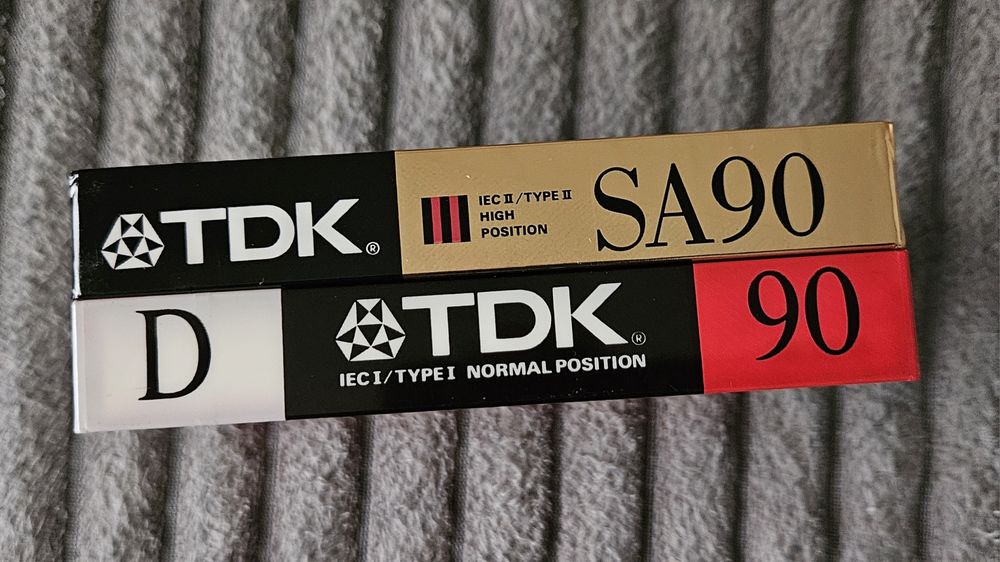 TDK®
IEC II/TYPE II
HIGH
POSITION
SA90
D
TDK®
IEC I/TYPE I NORMAL POSITION
90